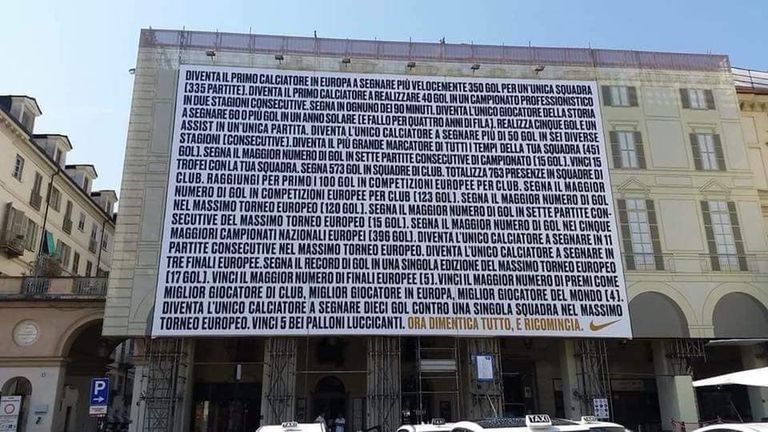 DIVENTA IL PRIMO CALCIATORE IN EUROPA A SEGNARE PIÙ VELOCEMENTE 350 GOL PER UN'UNICA SQUADRA
(335 PARTITE). DIVENTA IL PRIMO CALCIATORE A REALIZZARE 40 GOL IN UN CAMPIONATO PROFESSIONISTICO
IN DUE STAGIONI CONSECUTIVE. SEGNA IN OGNUNO DEI 90 MINUTI. DIVENTA L'UNICO GIOCATORE DELLA STORIA
A SEGNARE 60 O PIÙ GOL IN UN ANNO SOLARE (E FALLO PER QUATTRO ANNI DI FILA). REALIZZA CINQUE GOL E UN
ASSIST IN UN'UNICA PARTITA. DIVENTA L'UNICO CALCIATORE A SEGNARE PIÙ DI 50 GOL IN SEI DIVERSE
STAGIONI (CONSECUTIVE). DIVENTA IL PIÙ GRANDE MARCATORE DI TUTTI I TEMPI DELLA TUA SQUADRA (451
GOL). SEGNA IL MAGGIOR NUMERO DI GOL IN SETTE PARTITE CONSECUTIVE DI CAMPIONATO (15 GOL). VINCI 15
TROFEI CON LA TUA SQUADRA. SEGNA 573 GOL IN SQUADRE DI CLUB. TOTALIZZA 763 PRESENZE IN SQUADRE DI
CLUB. RAGGIUNGI PER PRIMO I 100 GOL IN COMPETIZIONI EUROPEE PER CLUB. SEGNA IL MAGGIOR
NUMERO DI GOL IN COMPETIZIONI EUROPEE PER CLUB (123 GOL). SEGNA IL MAGGIOR NUMERO DI GOL
NEL MASSIMO TORNEO EUROPEO (120 GOL). SEGNA IL MAGGIOR NUMERO DI GOL IN SETTE PARTITE CON-
SECUTIVE DEL MASSIMO TORNEO EUROPEO (15 GOL). SEGNA IL MAGGIOR NUMERO DI GOL NEI CINQUE
MAGGIORI CAMPIONATI NAZIONALI EUROPEI (396 GOL). DIVENTA L'UNICO CALCIATORE A SEGNARE IN 11
PARTITE CONSECUTIVE NEL MASSIMO TORNEO EUROPEO. DIVENTA L'UNICO CALCIATORE A SEGNARE IN
TRE FINALI EUROPEE. SEGNA IL RECORD DI GOL IN UNA SINGOLA EDIZIONE DEL MASSIMO TORNEO EUROPEO
(17 GOL). VINCI IL MAGGIOR NUMERO DI FINALI EUROPEE (5). VINCI IL MAGGIOR NUMERO DI PREMI COME
MIGLIOR GIOCATORE DI CLUB, MIGLIOR GIOCATORE IN EUROPA, MIGLIOR GIOCATORE DEL MONDO (4).
DIVENTA L'UNICO CALCIATORE A SEGNARE DIECI GOL CONTRO UNA SINGOLA SQUADRA NEL MASSIMO
TORNEO EUROPEO. VINCI 5 BEI PALLONI LUCCICANTI. ORA DIMENTICA TUTTO, E RICOMINCIA.
P
TAXI
TAXI
TAXI